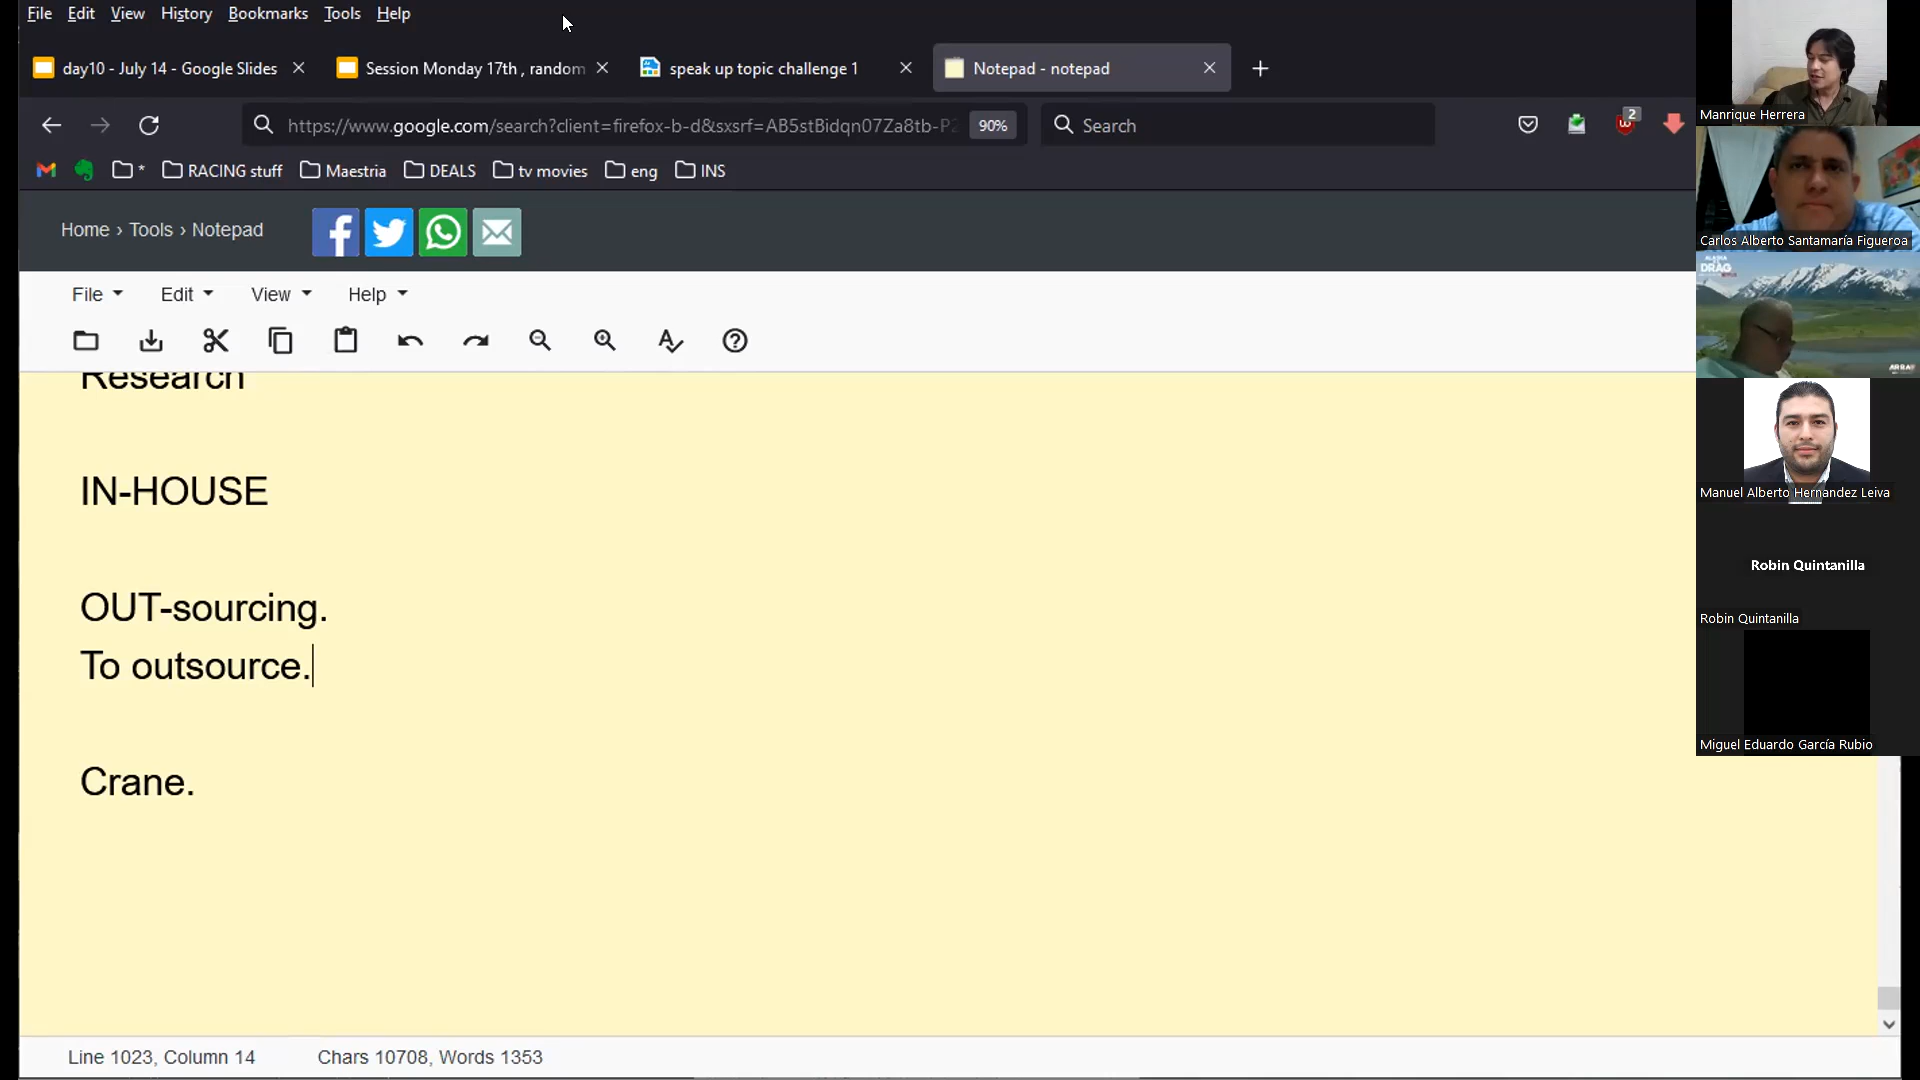 File Edit View History Bookmarks Tools Help
day10 - July 14 - Google Slides
Session Monday 17th , random
speak up topic challenge 1
Notepad - notepad
https://www.google.com/search?client=firefox-b-d&sxsrf=AB5stBidqn07Za8tb-P
90%
Search
2
* RACING stuff Maestria DEALS tv movies eng INS
Home › Tools › Notepad
File Edit View Help
Research
IN-HOUSE
OUT-sourcing.
To outsource.
Crane.
Line 1023, Column 14 Chars 10708, Words 1353
Manrique Herrera
Carlos Alberto Santamaría Figueroa
DRAG
Manuel Alberto Hernandez Leiva
Robin Quintanilla
Robin Quintanilla
Miguel Eduardo García Rubio